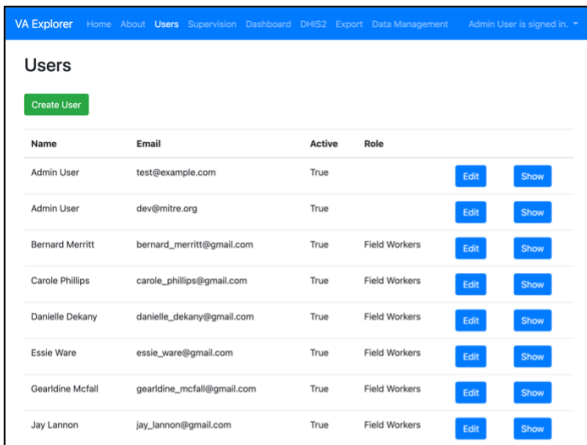 VA Explorer Home About Users Supervision Dashboard DHIS2 Export Data Management Admin User is signed in.
Users
Create User
Name Email Active Role
Admin User test@example.com True Edit Show
Admin User dev@mitre.org True Edit Show
Bernard Merritt bernard_merritt@gmail.com True Field Workers Edit Show
Carole Phillips carole_phillips@gmail.com True Field Workers Edit Show
Danielle Dekany danielle_dekany@gmail.com True Field Workers Edit Show
Essie Ware essie_ware@gmail.com True Field Workers Edit Show
Gearldine Mcfall gearldine_mcfall@gmail.com True Field Workers Edit Show
Jay Lannon jay_lannon@gmail.com True Field Workers Edit Show